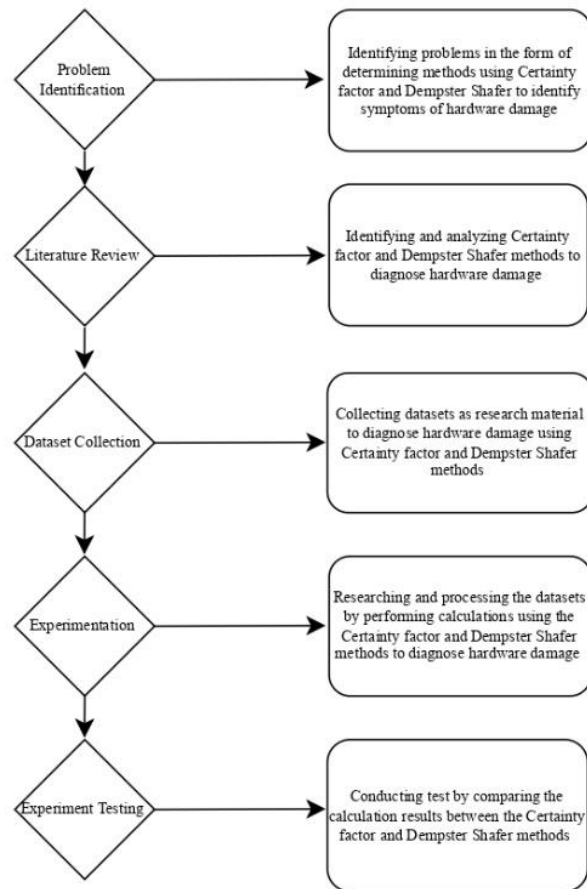 Problem
Identification
Identifying problems in the form of
determining methods using Certainty
factor and Dempster Shafer to identify
symptoms of hardware damage
Literature Review
Identifying and analyzing Certainty
factor and Dempster Shafer methods to
diagnose hardware damage
Dataset Collection
Collecting datasets as research material
to diagnose hardware damage using
Certainty factor and Dempster Shafer
methods
Experimentation
Researching and processing the datasets
by performing calculations using the
Certainty factor and Dempster Shafer
methods to diagnose hardware damage
Experiment Testing
Conducting test by comparing the
calculation results between the Certainty
factor and Dempster Shafer methods